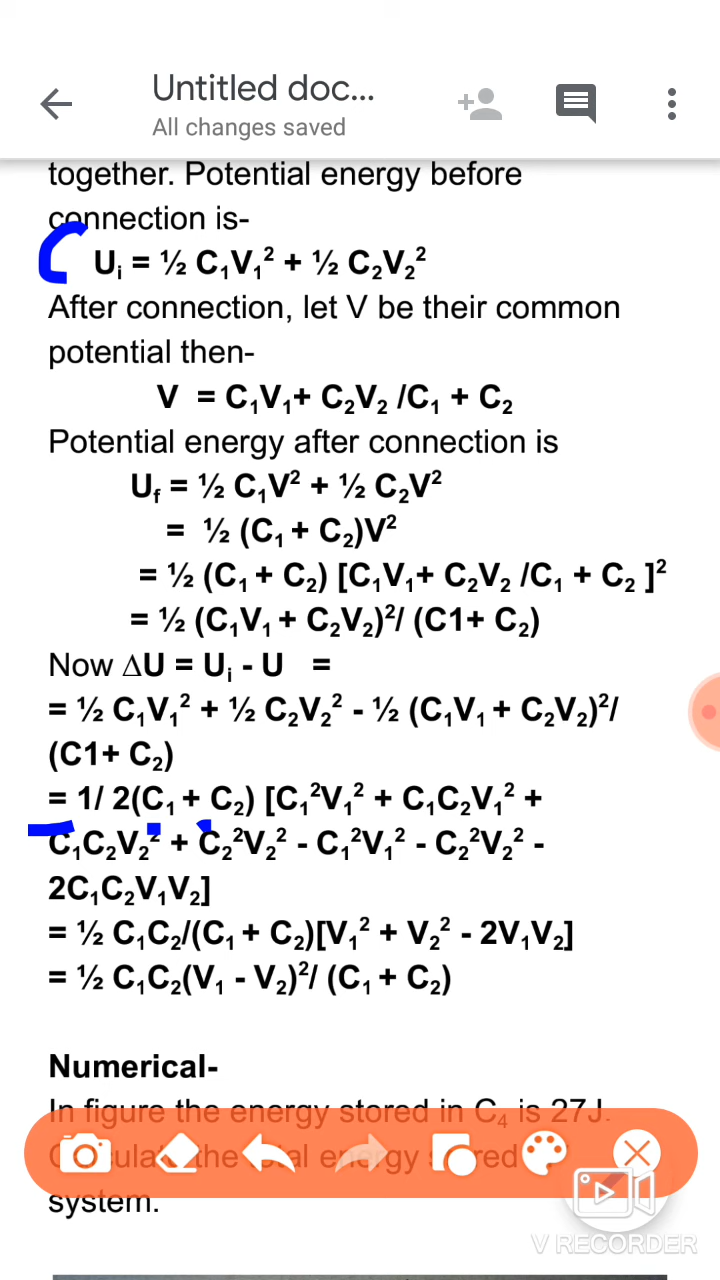 Untitled doc...
All changes saved
together. Potential energy before
connection is-
Uᵢ = ½ C₁V₁² + ½ C₂V₂²
After connection, let V be their common
potential then-
V = C₁V₁+ C₂V₂ /C₁ + C₂
Potential energy after connection is
U𝒇 = ½ C₁V² + ½ C₂V²
= ½ (C₁ + C₂)V²
= ½ (C₁ + C₂) [C₁V₁+ C₂V₂ /C₁ + C₂ ]²
= ½ (C₁V₁ + C₂V₂)²/ (C1+ C₂)
Now ΔU = Uᵢ - U =
= ½ C₁V₁² + ½ C₂V₂² - ½ (C₁V₁ + C₂V₂)²/
(C1+ C₂)
= 1/ 2(C₁ + C₂) [C₁²V₁² + C₁C₂V₁² +
C₁C₂V₂² + C₂²V₂² - C₁²V₁² - C₂²V₂² -
2C₁C₂V₁V₂]
= ½ C₁C₂/(C₁ + C₂)[V₁² + V₂² - 2V₁V₂]
= ½ C₁C₂(V₁ - V₂)²/ (C₁ + C₂)
Numerical-
In figure the energy stored in C₄ is 27J.
the energy
system.
V RECORDER